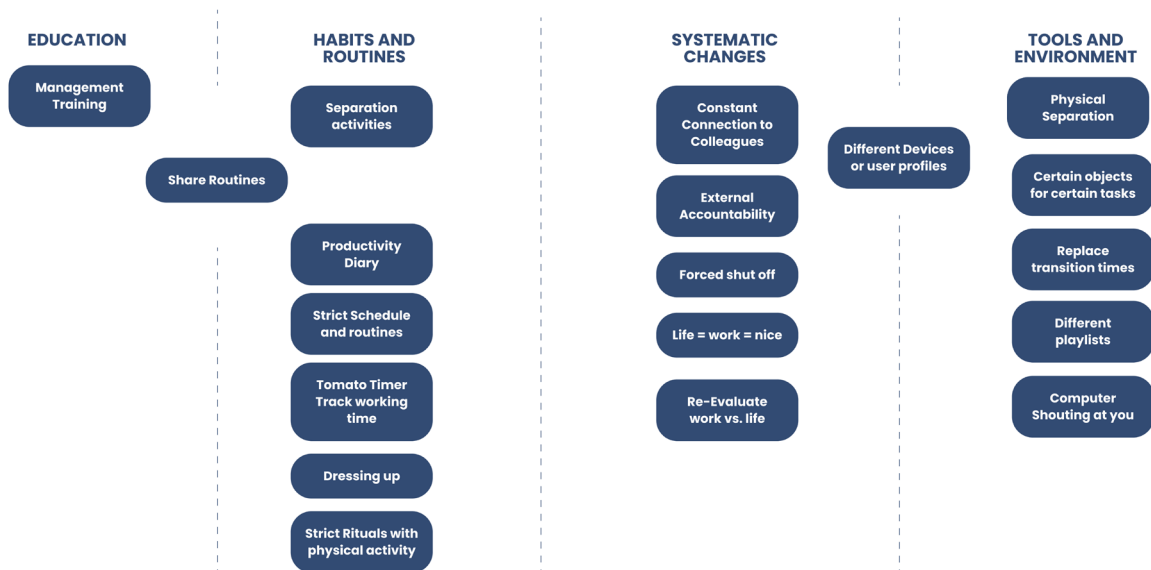 EDUCATION
Management
Training
Share Routines
HABITS AND
ROUTINES
Separation
activities
Productivity
Diary
Strict Schedule
and routines
Tomato Timer
Track working
time
Dressing up
Strict Rituals with
physical activity
SYSTEMATIC
CHANGES
Constant
Connection to
Colleagues
External
Accountability
Forced shut off
Life = work = nice
Re-Evaluate
work vs. life
Different Devices
or user profiles
TOOLS AND
ENVIRONMENT
Physical
Separation
Certain objects
for certain tasks
Replace
transition times
Different
playlists
Computer
Shouting at you